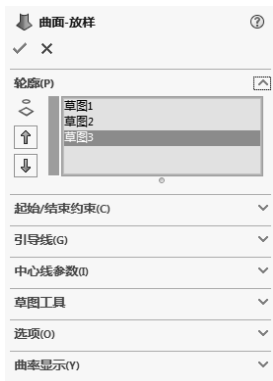 曲面-放样
轮廓(P)
草图1
草图2
草图3
起始/结束约束(C)
引导线(G)
中心线参数(I)
草图工具
选项(O)
曲率显示(Y)